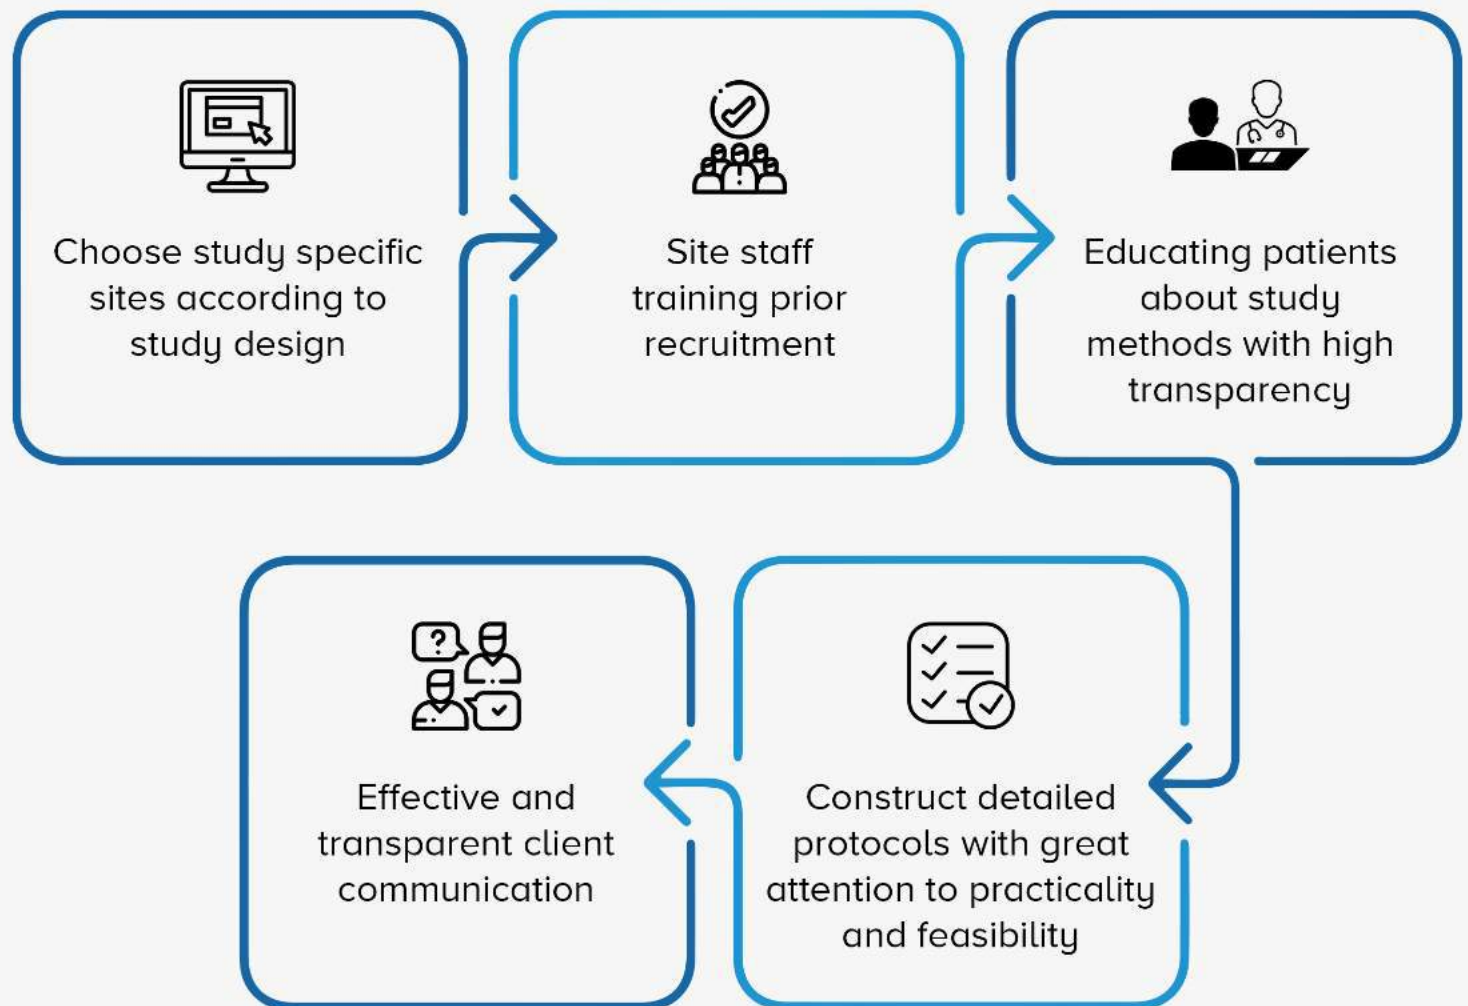 Choose study specific
sites according to
study design
Site staff
training prior
recruitment
Educating patients
about study
methods with high
transparency
Construct detailed
protocols with great
attention to practicality
and feasibility
Effective and
transparent client
communication